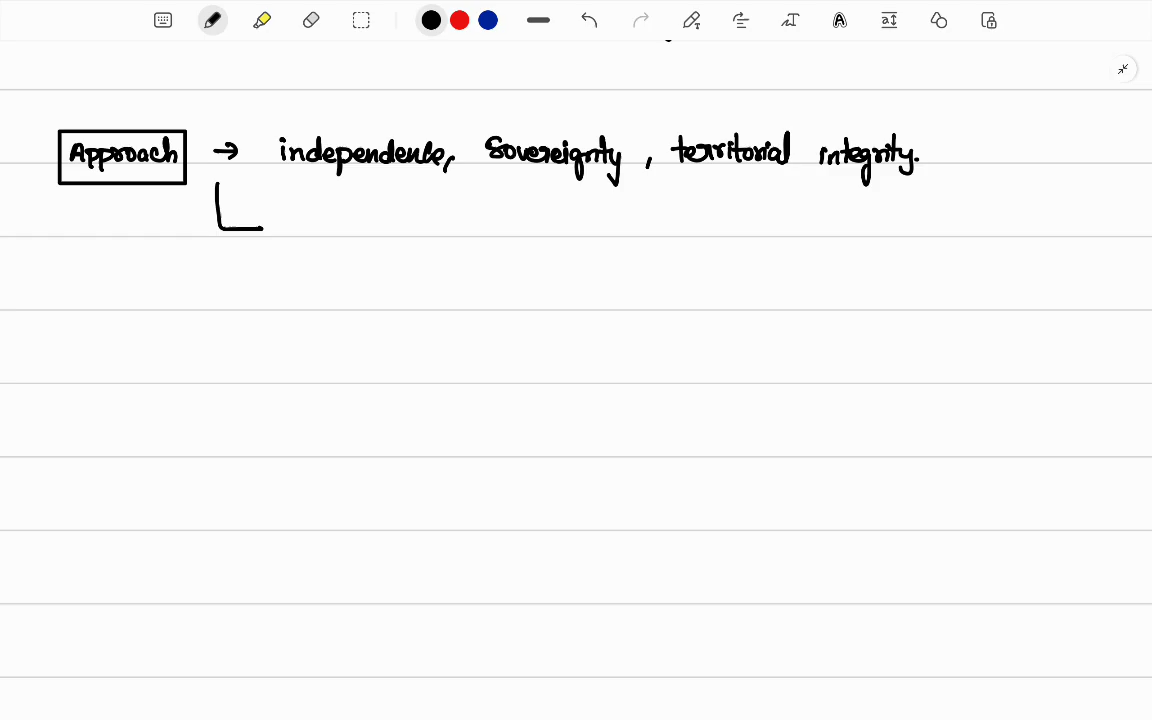 Approach → independence, Sovereignty, territorial integrity.